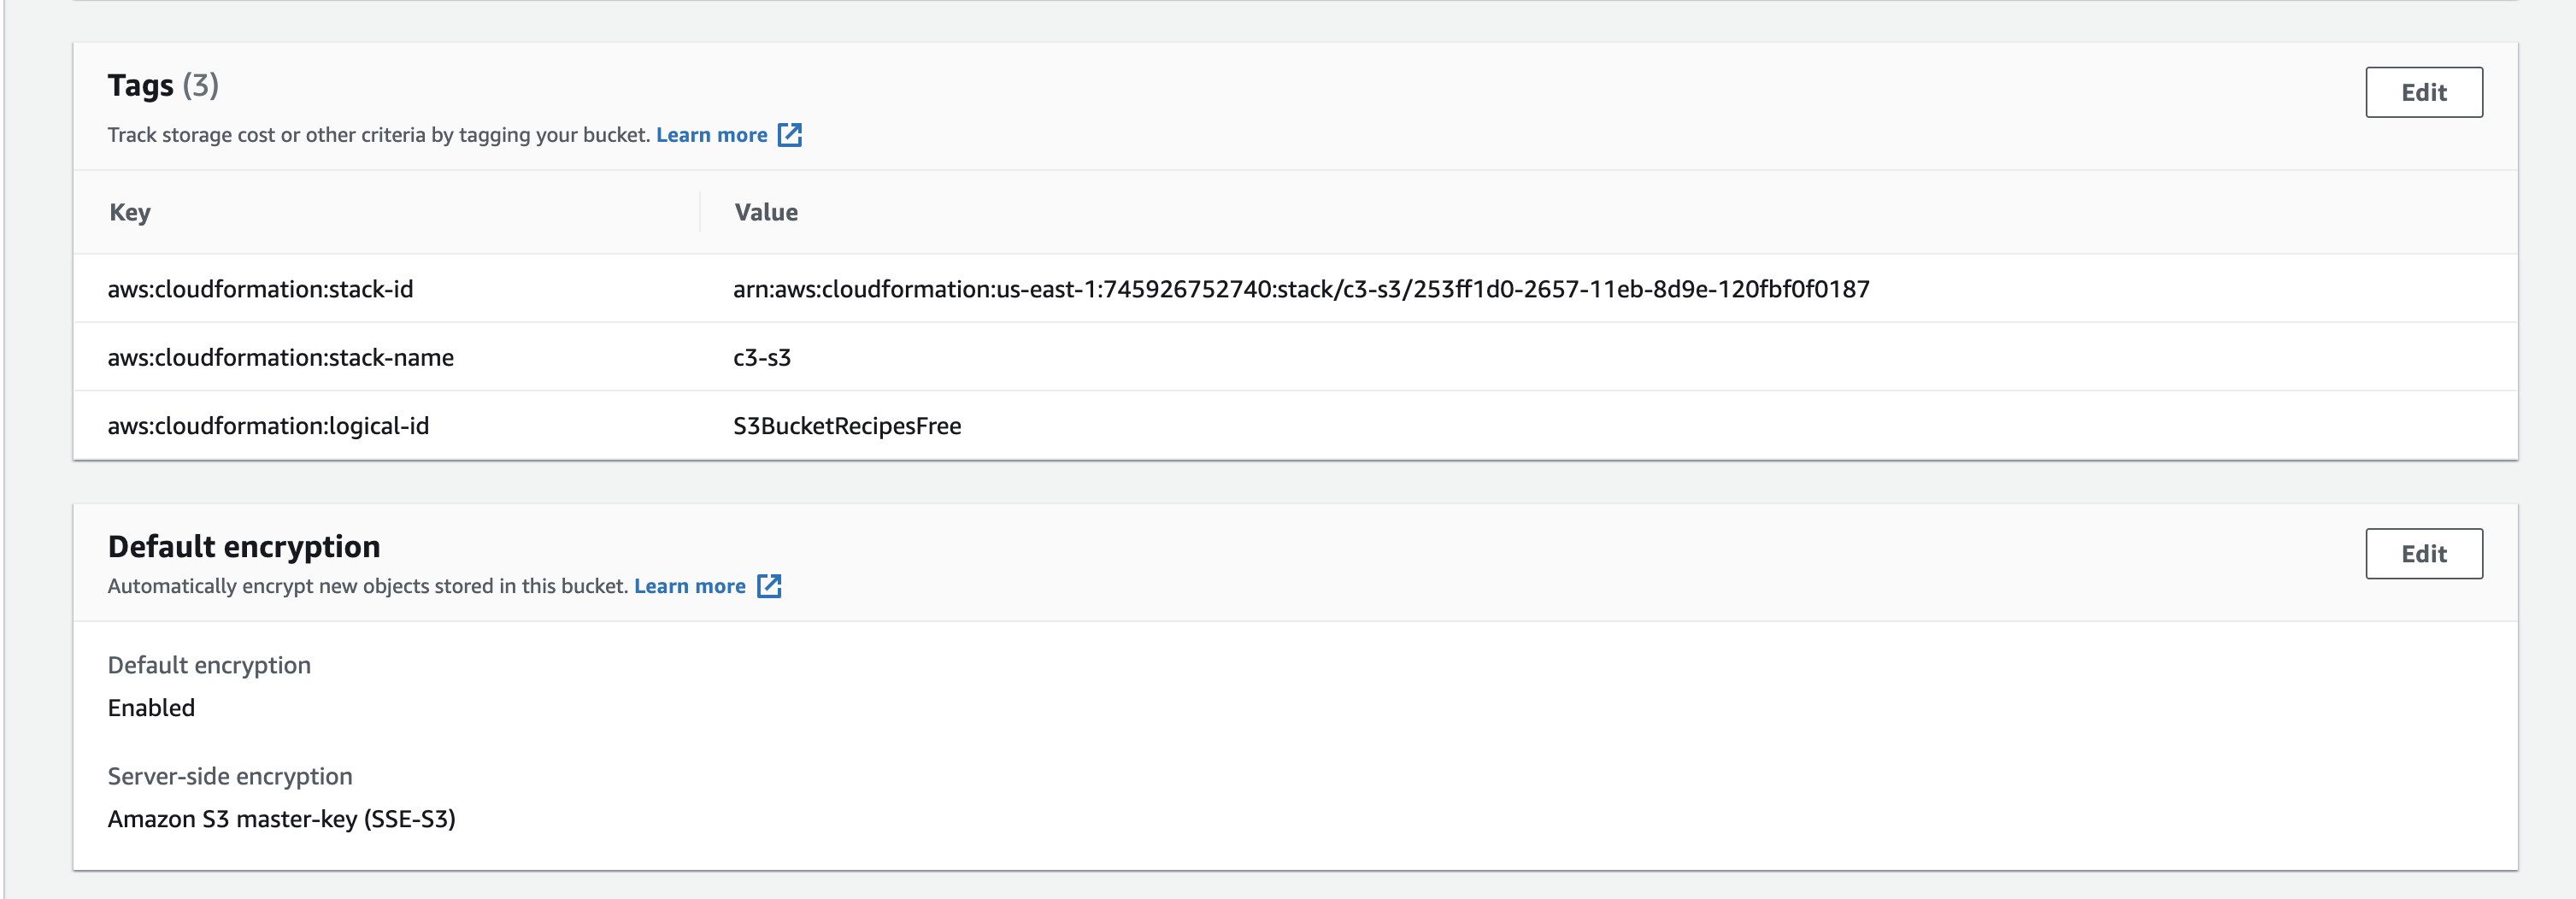 Tags (3)
Edit
Track storage cost or other criteria by tagging your bucket. Learn more
Key Value
aws:cloudformation:stack-id arn:aws:cloudformation:us-east-1:745926752740:stack/c3-s3/253ff1d0-2657-11eb-8d9e-120fbf0f0187
aws:cloudformation:stack-name c3-s3
aws:cloudformation:logical-id S3BucketRecipesFree
Default encryption
Edit
Automatically encrypt new objects stored in this bucket. Learn more
Default encryption
Enabled
Server-side encryption
Amazon S3 master-key (SSE-S3)